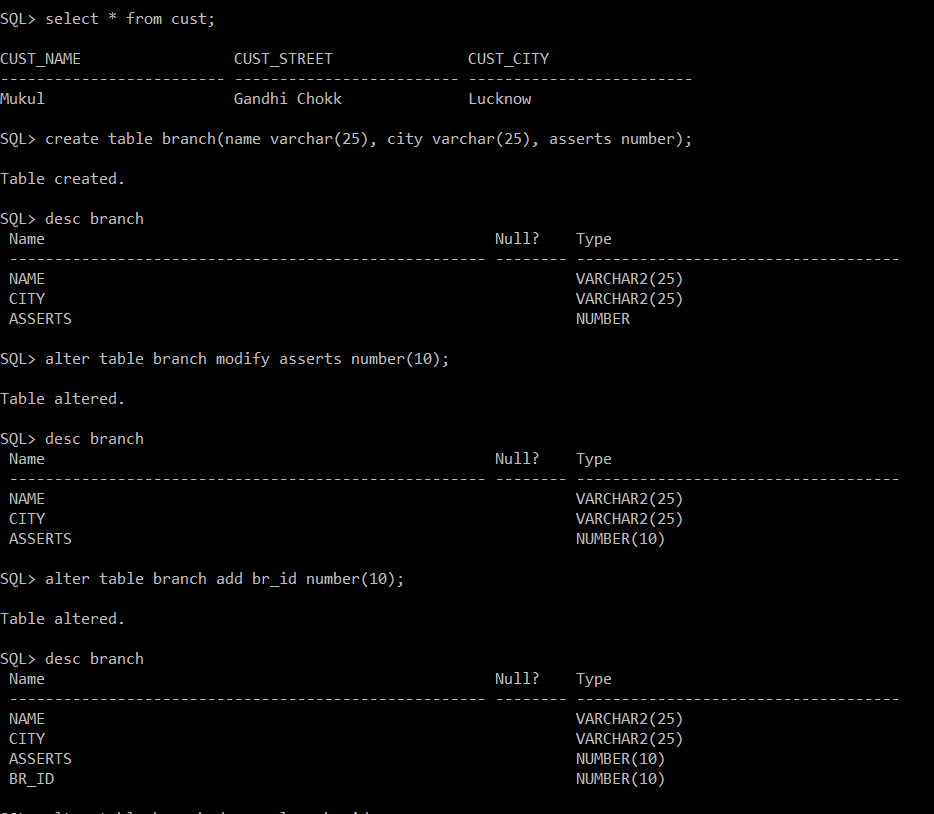 SQL> select * from cust;
CUST_NAME CUST_STREET CUST_CITY
------------------------- ------------------------- -------------------------
Mukul Gandhi Chokk Lucknow
SQL> create table branch(name varchar(25), city varchar(25), asserts number);
Table created.
SQL> desc branch
Name Null? Type
----------------------------------------------------- -------- ------------------------------------
NAME VARCHAR2(25)
CITY VARCHAR2(25)
ASSERTS NUMBER
SQL> alter table branch modify asserts number(10);
Table altered.
SQL> desc branch
Name Null? Type
----------------------------------------------------- -------- ------------------------------------
NAME VARCHAR2(25)
CITY VARCHAR2(25)
ASSERTS NUMBER(10)
SQL> alter table branch add br_id number(10);
Table altered.
SQL> desc branch
Name Null? Type
----------------------------------------------------- -------- ------------------------------------
NAME VARCHAR2(25)
CITY VARCHAR2(25)
ASSERTS NUMBER(10)
BR_ID NUMBER(10)